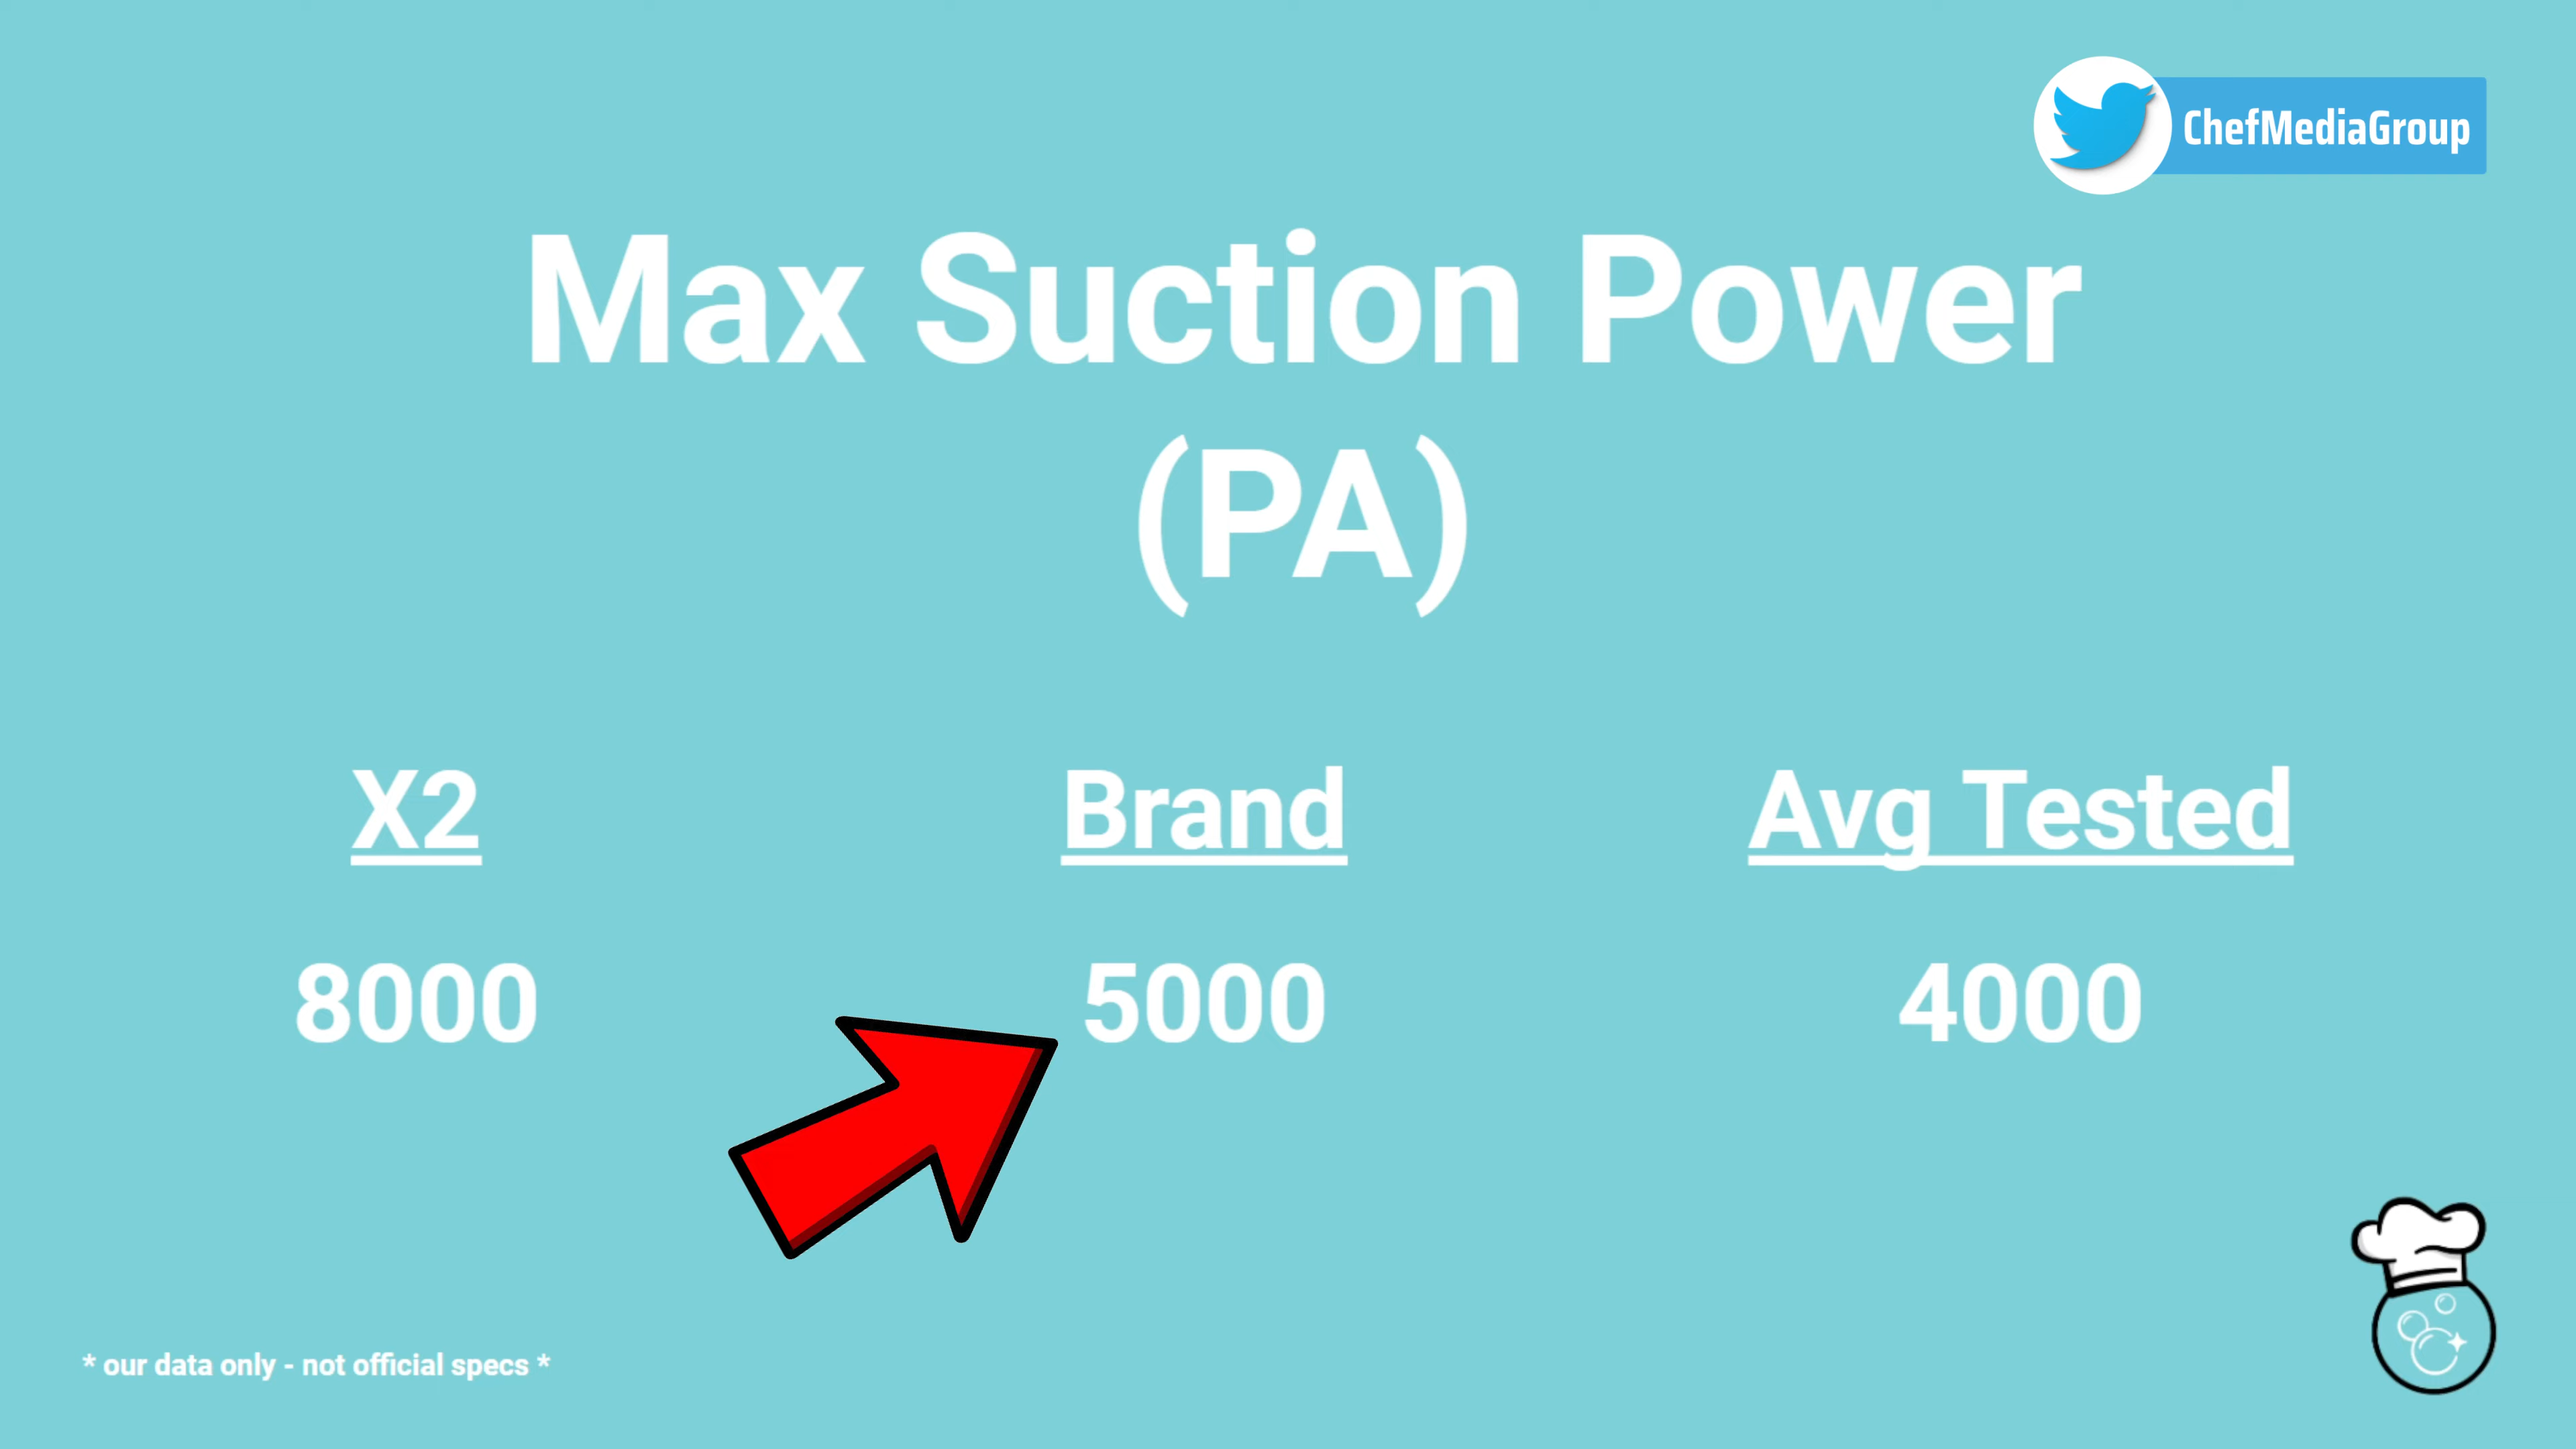 ChefMediaGroup
Max Suction Power
(PA)
X2 Brand Avg Tested
8000 5000 4000
* our data only - not official specs *